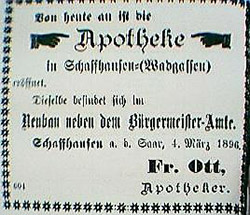 Von heute an ist die
Apotheke
in Schaffhausen-(Wadgassen)
eröffnet.
Dieselbe befindet sich im
Neubau neben dem Bürgermeister-Amte.
Schaffhausen a. d. Saar, 4. März 1896.
Fr. Ott,
604 Apotheker.